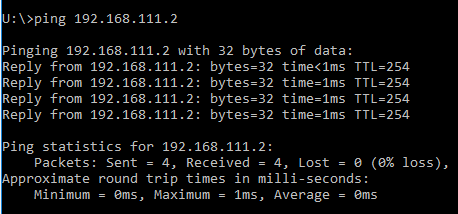 U:\>ping 192.168.111.2
Pinging 192.168.111.2 with 32 bytes of data:
Reply from 192.168.111.2: bytes=32 time<1ms TTL=254
Reply from 192.168.111.2: bytes=32 time=1ms TTL=254
Reply from 192.168.111.2: bytes=32 time=1ms TTL=254
Reply from 192.168.111.2: bytes=32 time=1ms TTL=254
Ping statistics for 192.168.111.2:
    Packets: Sent = 4, Received = 4, Lost = 0 (0% loss),
Approximate round trip times in milli-seconds:
    Minimum = 0ms, Maximum = 1ms, Average = 0ms